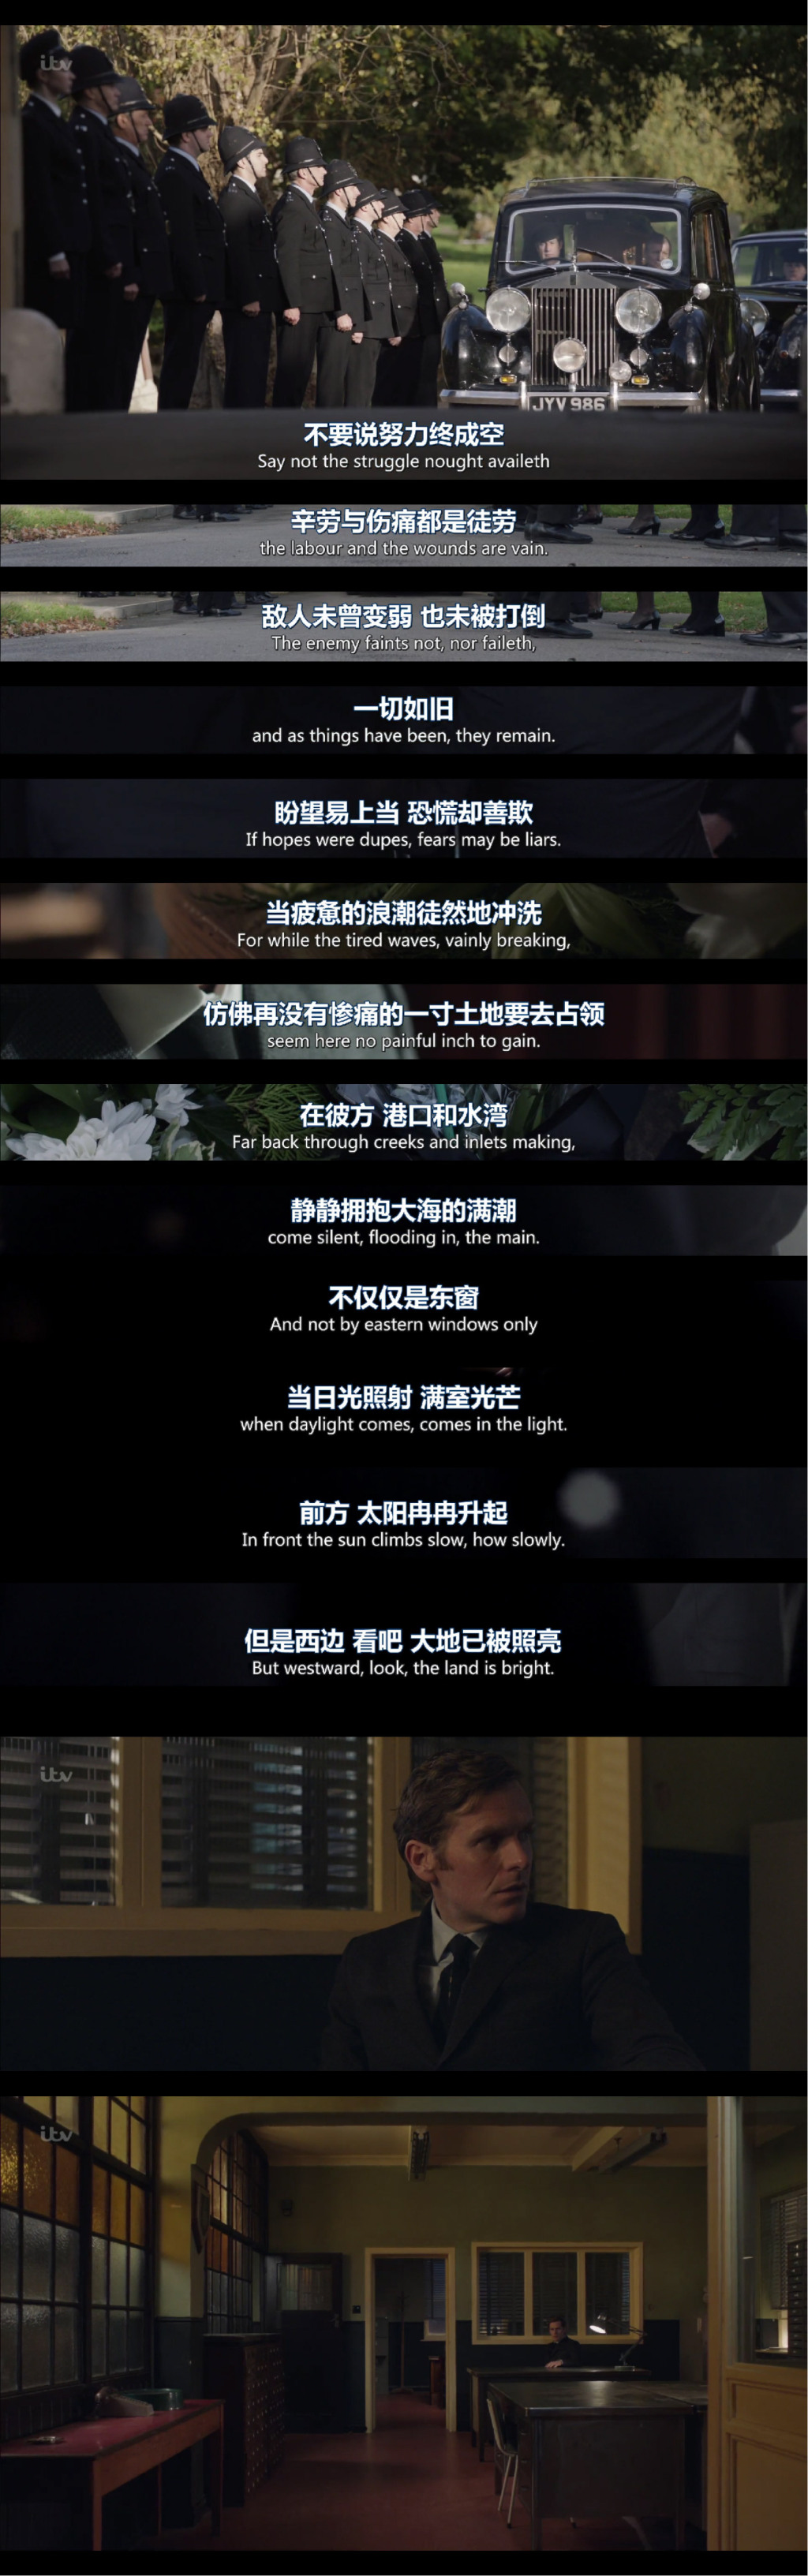 itv
JYV 986
不要说努力终成空
Say not the struggle nought availeth
辛劳与伤痛都是徒劳
the labour and the wounds are vain.
敌人未曾变弱 也未被打倒
The enemy faints not, nor faileth,
一切如旧
and as things have been, they remain.
盼望易上当 恐慌却善欺
If hopes were dupes, fears may be liars.
当疲惫的浪潮徒然地冲洗
For while the tired waves, vainly breaking,
仿佛再没有惨痛的一寸土地要去占领
seem here no painful inch to gain.
在彼方 港口和水湾
Far back through creeks and inlets making,
静静拥抱大海的满潮
come silent, flooding in, the main.
不仅仅是东窗
And not by eastern windows only
当日光照射 满室光芒
when daylight comes, comes in the light.
前方 太阳冉冉升起
In front the sun climbs slow, how slowly.
但是西边 看吧 大地已被照亮
But westward, look, the land is bright.
itv
itv